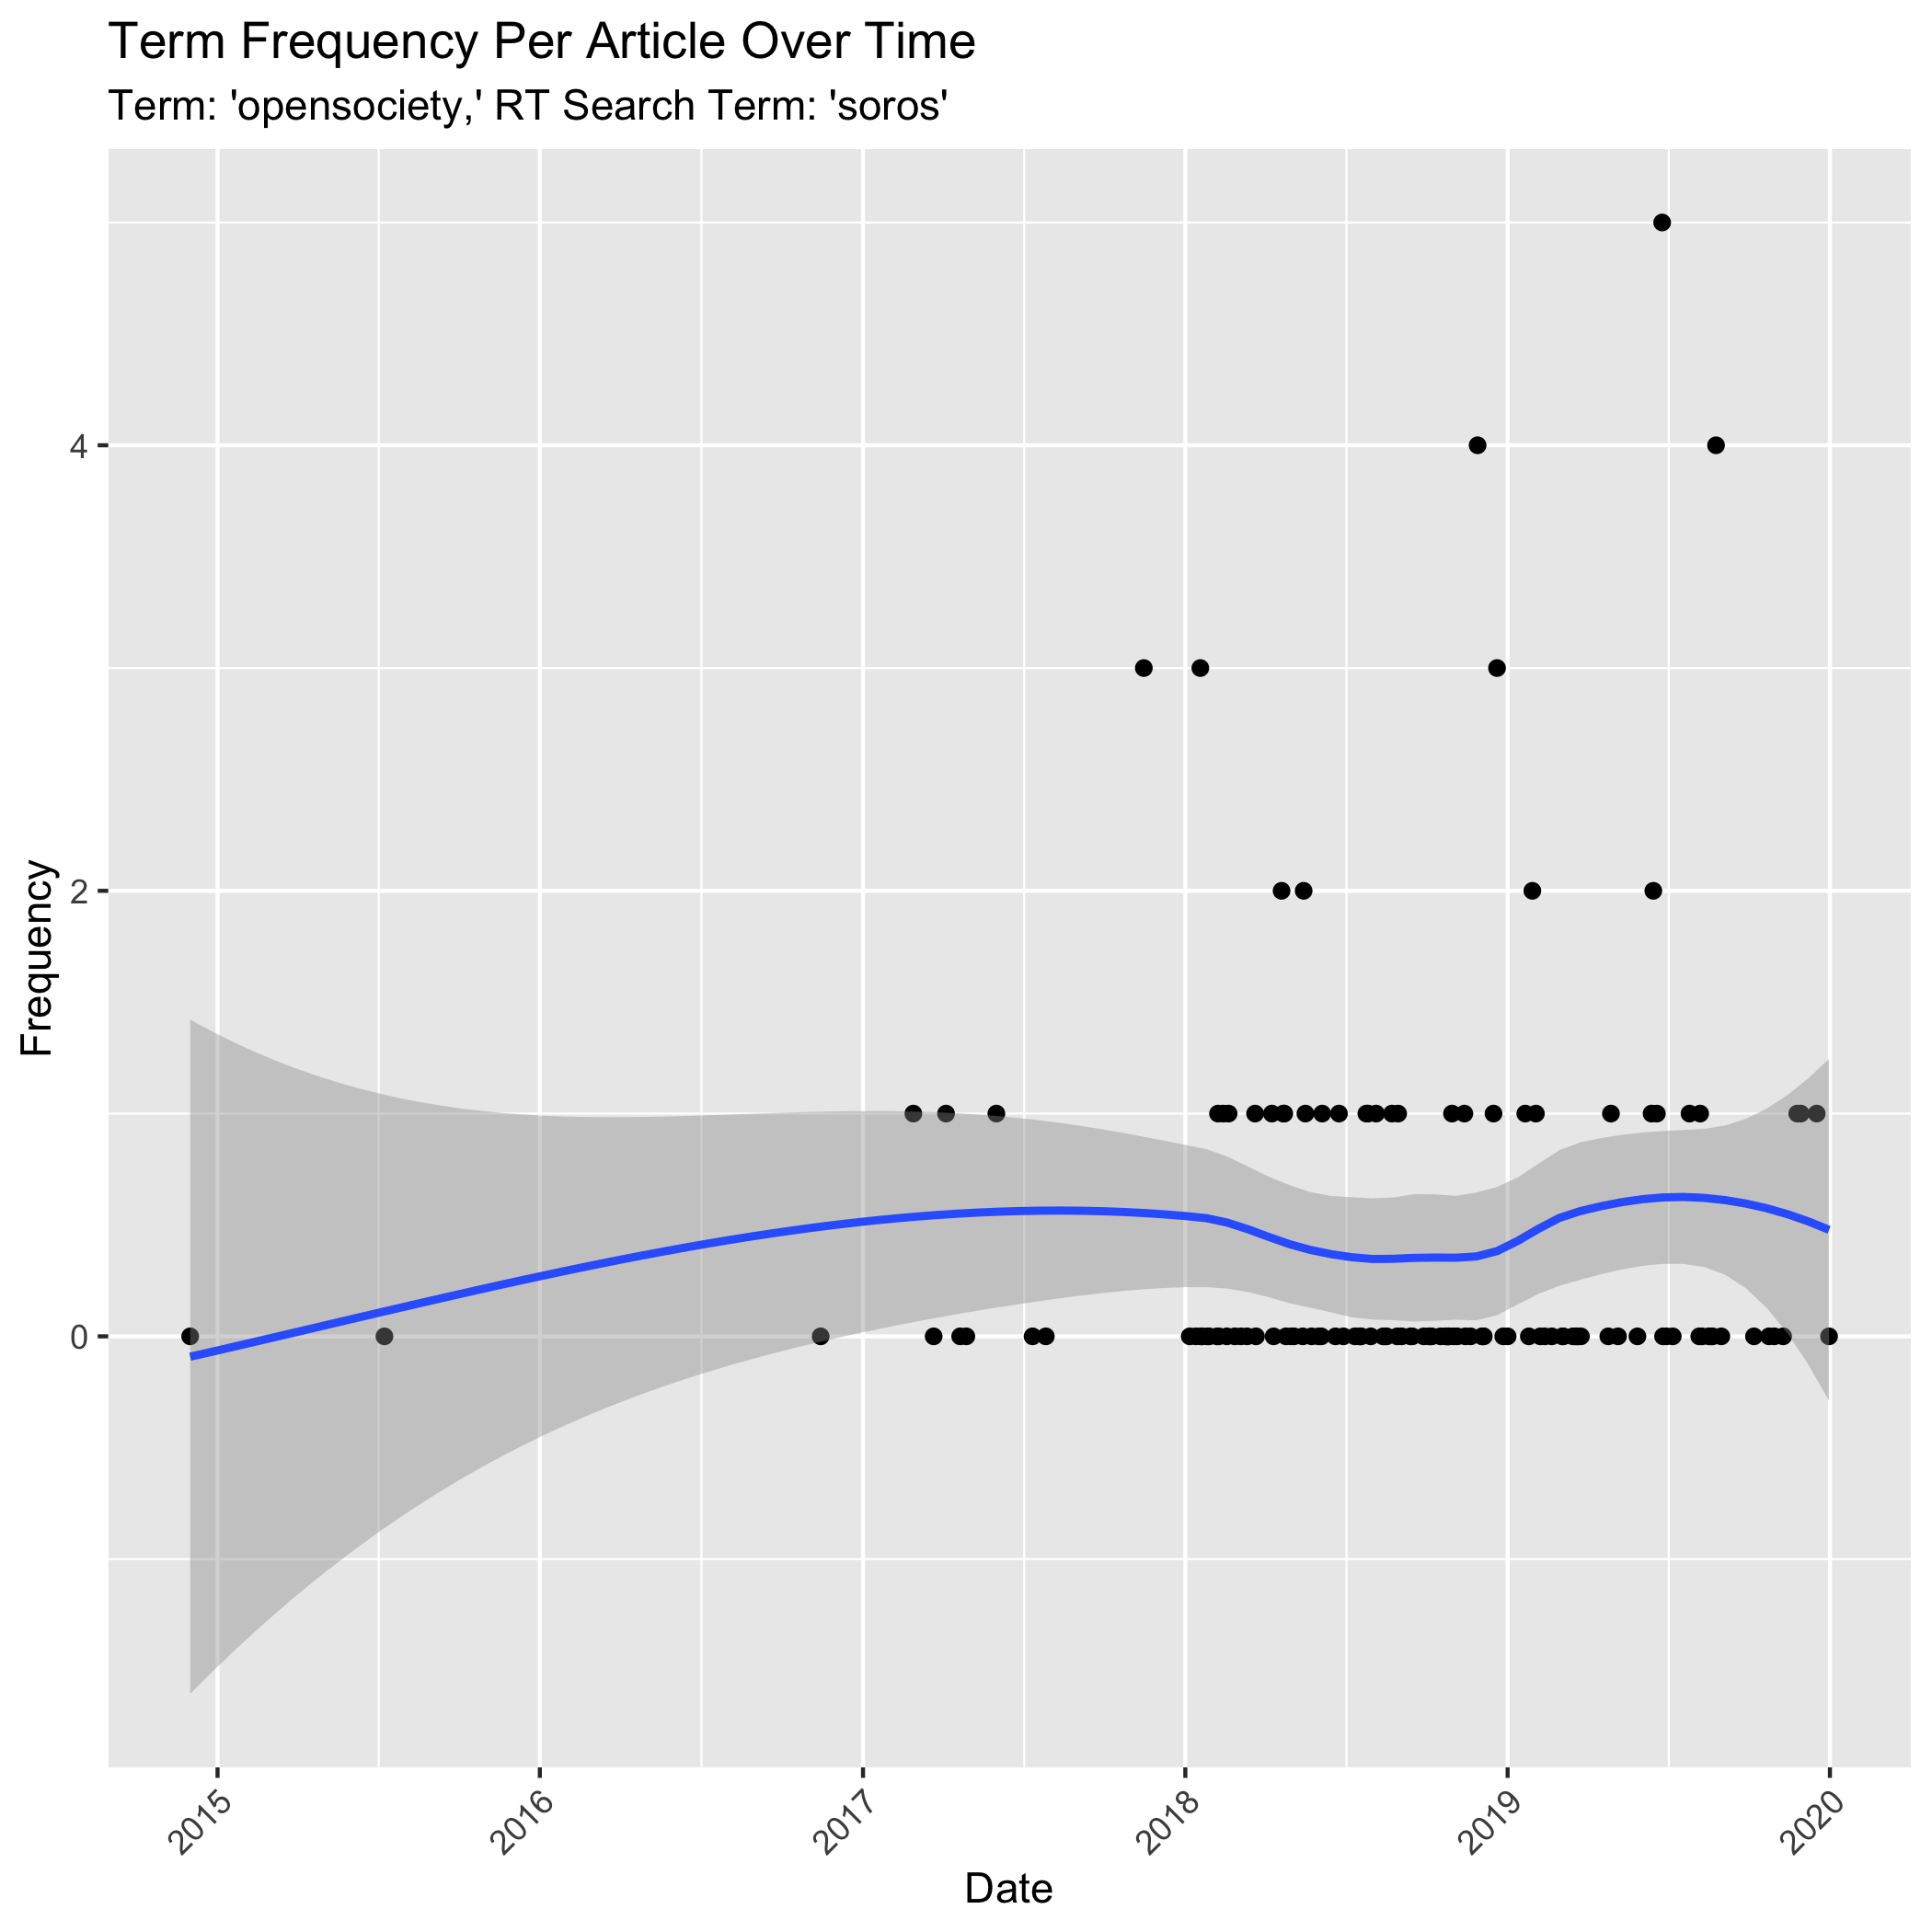 Term Frequency Per Article Over Time
Term: 'opensociety,' RT Search Term: 'soros'
Frequency
4
2
0
2015
2016
2017
2018
2019
2020
Date